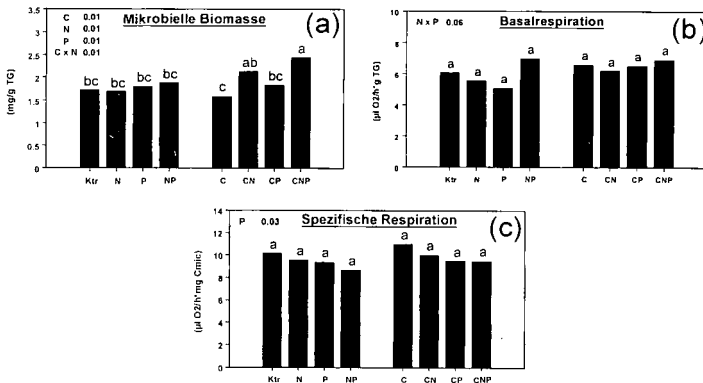 Mikrobielle Biomasse
(a)
C 0.01
N 0.01
P 0.01
C x N 0.01
(mg/g TG)
3.5
3
2.5
2
1.5
1
0.5
0
bc bc bc bc c ab bc a
Ktr N P NP C CN CP CNP
Basalrespiration
(b)
N x P 0.06
(µl O2/h*g TG)
10
8
6
4
2
0
a a a a a a a a
Ktr N P NP C CN CP CNP
Spezifische Respiration
(c)
P 0.03
(µl O2/h*mg Cmic)
14
12
10
8
6
4
2
0
a a a a a a a a
Ktr N P NP C CN CP CNP